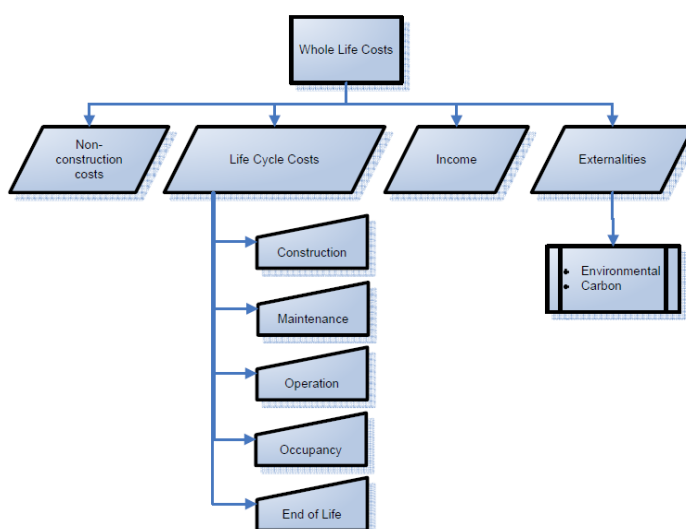 Whole Life Costs
Non-
construction
costs
Life Cycle Costs
Income
Externalities
Construction
Environmental
Carbon
Maintenance
Operation
Occupancy
End of Life